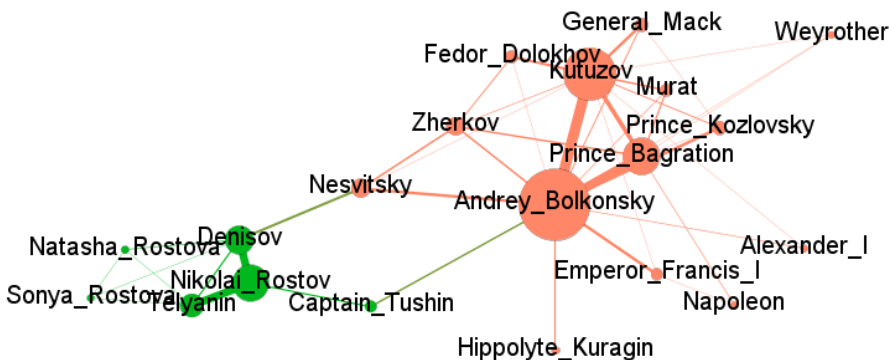 General_Mack
Weyrother
Fedor_Dolokhov
Kutuzov
Murat
Zherkov
Prince_Kozlovsky
Prince_Bagration
Nesvitsky
Andrey_Bolkonsky
Denisov
Natasha_Rostova
Alexander_I
Emperor_Francis_I
Nikolai_Rostov
Sonya_Rostova
Telyanin
Captain_Tushin
Napoleon
Hippolyte_Kuragin